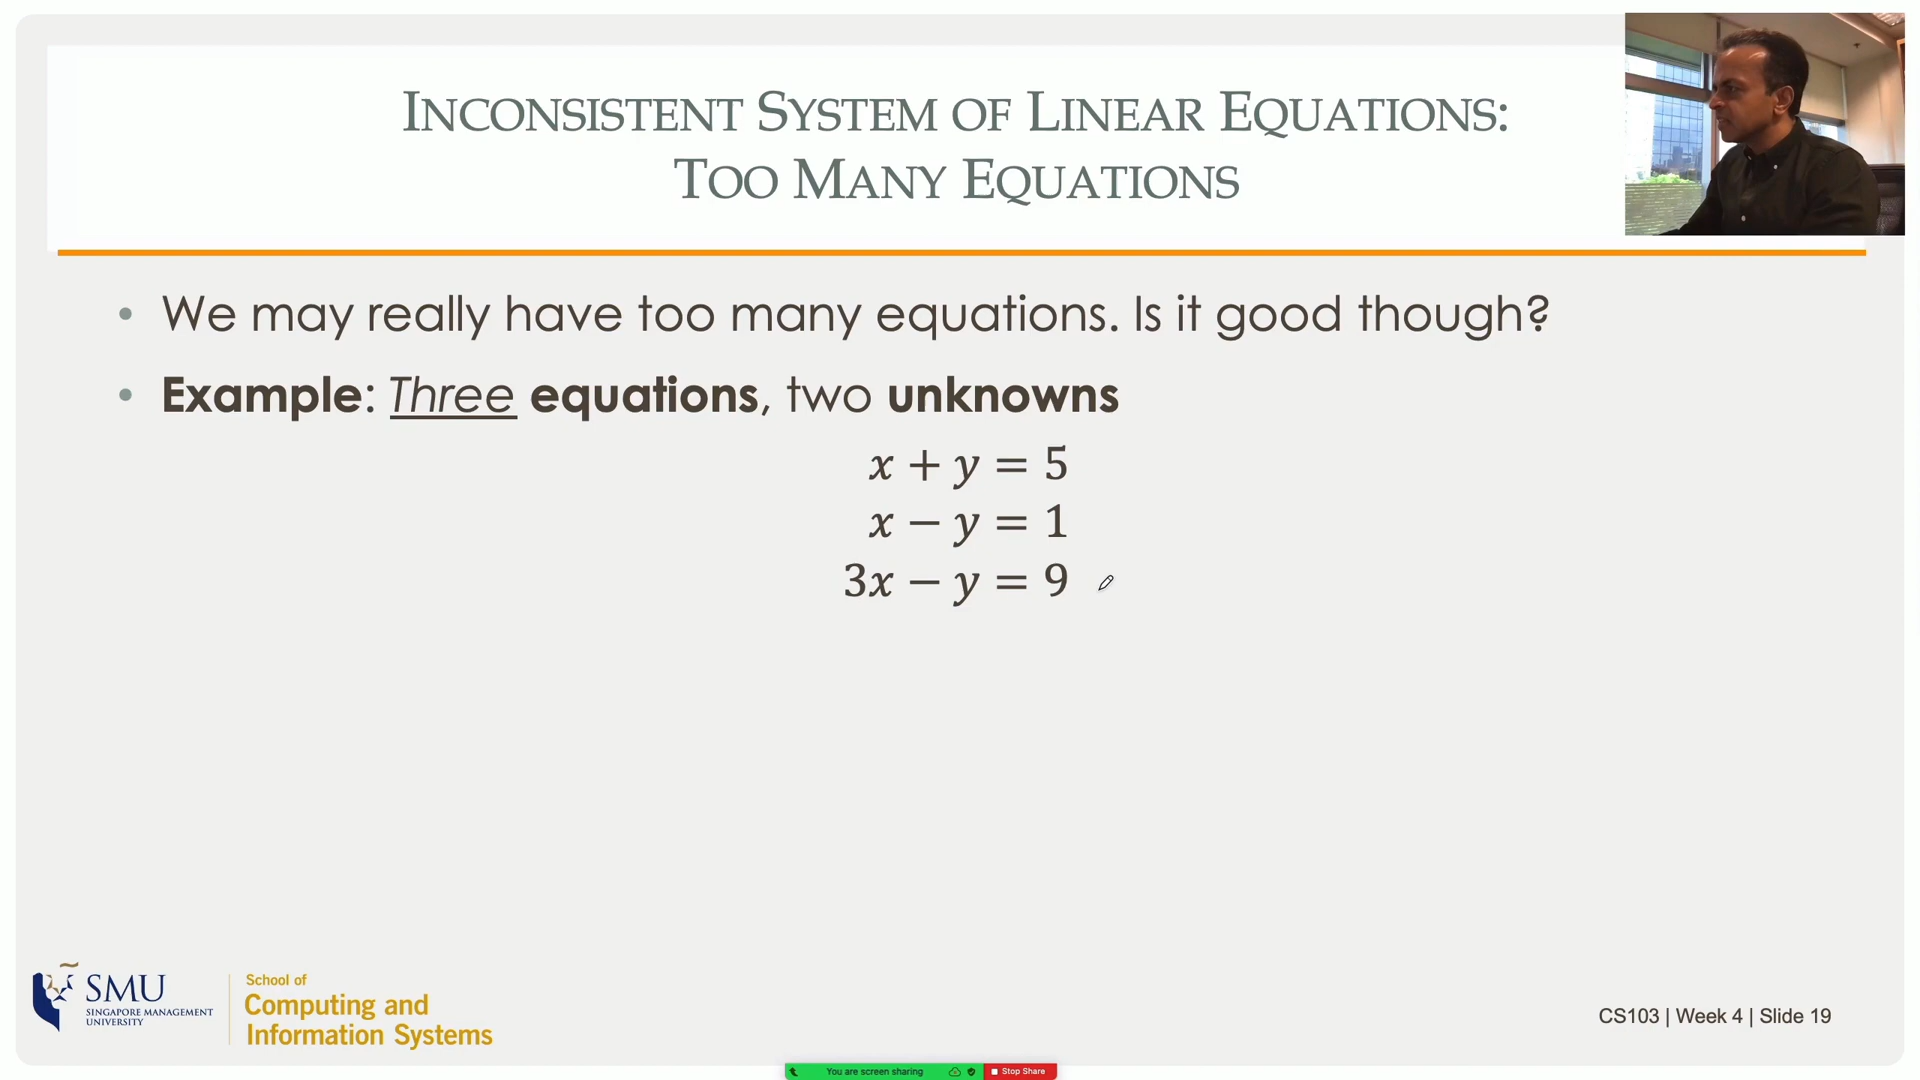 INCONSISTENT SYSTEM OF LINEAR EQUATIONS:
TOO MANY EQUATIONS
• We may really have too many equations. Is it good though?
• Example: Three equations, two unknowns
x + y = 5
x − y = 1
3x − y = 9
SMU
SINGAPORE MANAGEMENT
UNIVERSITY
School of
Computing and
Information Systems
CS103 | Week 4 | Slide 19
You are screen sharing
Stop Share